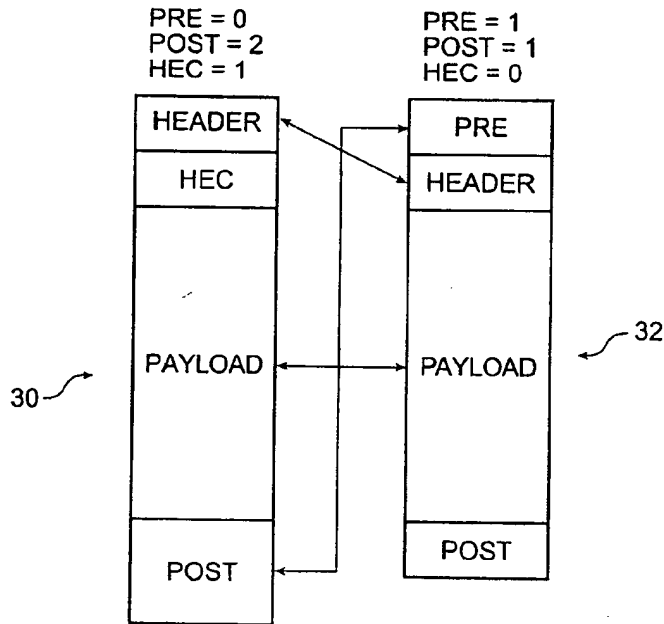 PRE = 0
POST = 2
HEC = 1
HEADER
HEC
PAYLOAD
POST
30
PRE = 1
POST = 1
HEC = 0
PRE
HEADER
PAYLOAD
POST
32